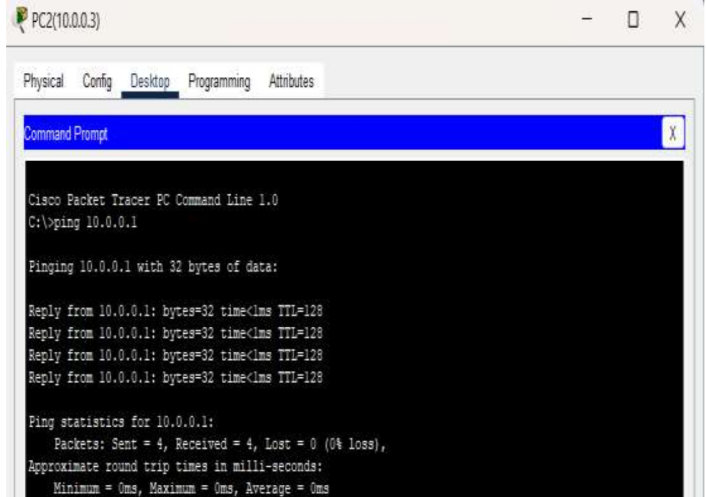 PC2(10.0.0.3)
Physical Config Desktop Programming Attributes
Command Prompt X
Cisco Packet Tracer PC Command Line 1.0
C:\>ping 10.0.0.1
Pinging 10.0.0.1 with 32 bytes of data:
Reply from 10.0.0.1: bytes=32 time<1ms TTL=128
Reply from 10.0.0.1: bytes=32 time<1ms TTL=128
Reply from 10.0.0.1: bytes=32 time<1ms TTL=128
Reply from 10.0.0.1: bytes=32 time<1ms TTL=128
Ping statistics for 10.0.0.1:
Packets: Sent = 4, Received = 4, Lost = 0 (0% loss),
Approximate round trip times in milli-seconds:
Minimum = 0ms, Maximum = 0ms, Average = 0ms